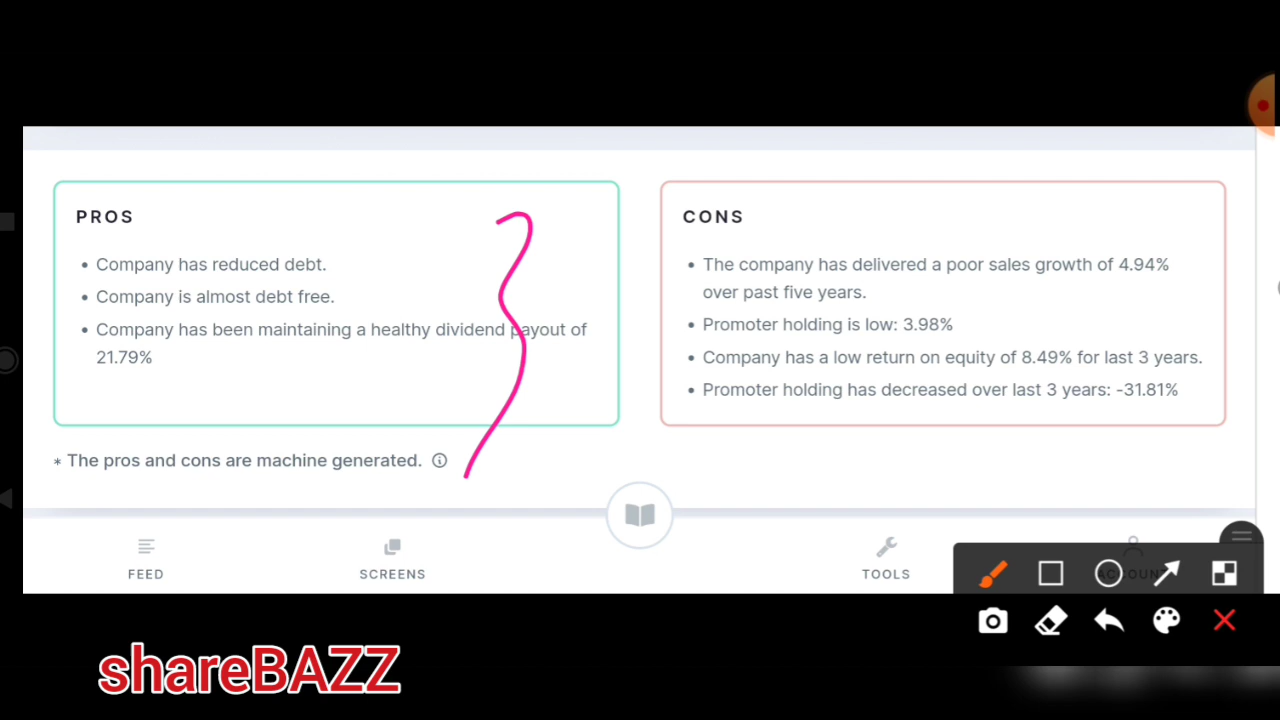 PROS
• Company has reduced debt.
• Company is almost debt free.
• Company has been maintaining a healthy dividend payout of
21.79%
CONS
• The company has delivered a poor sales growth of 4.94%
over past five years.
• Promoter holding is low: 3.98%
• Company has a low return on equity of 8.49% for last 3 years.
• Promoter holding has decreased over last 3 years: -31.81%
* The pros and cons are machine generated.
FEED
SCREENS
TOOLS
ACCOUNT
shareBAZZ